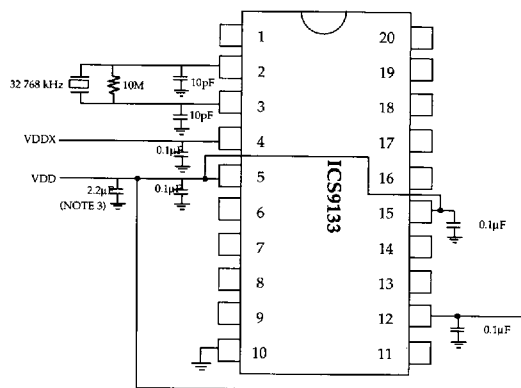 1 20
2 19
32 768 kHz 10M 10pF
3 18
10pF
VDDX 4 17
0.1µF
VDD 5 16
2.2µF 0.1µF
(NOTE 3)
6 15
0.1µF
7 14
8 13
9 12
0.1µF
10 11
ICS9133